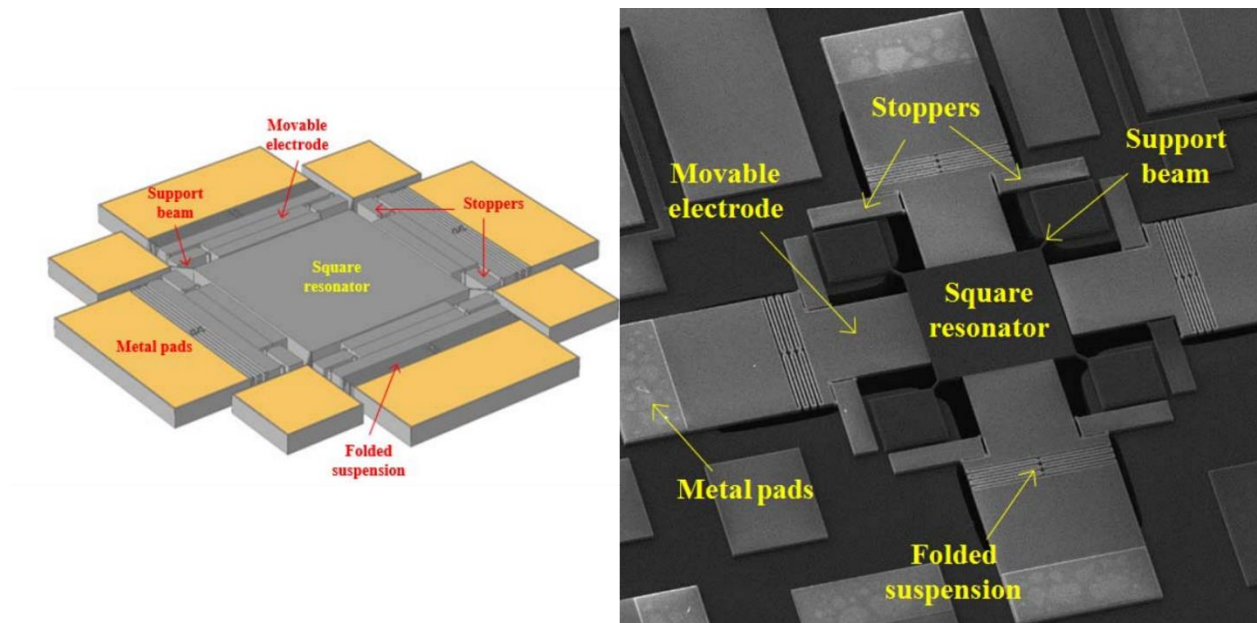 Movable
electrode
Support
beam
Stoppers
Square
resonator
Metal pads
Folded
suspension
Stoppers
Support
beam
Movable
electrode
Square
resonator
Metal pads
Folded
suspension